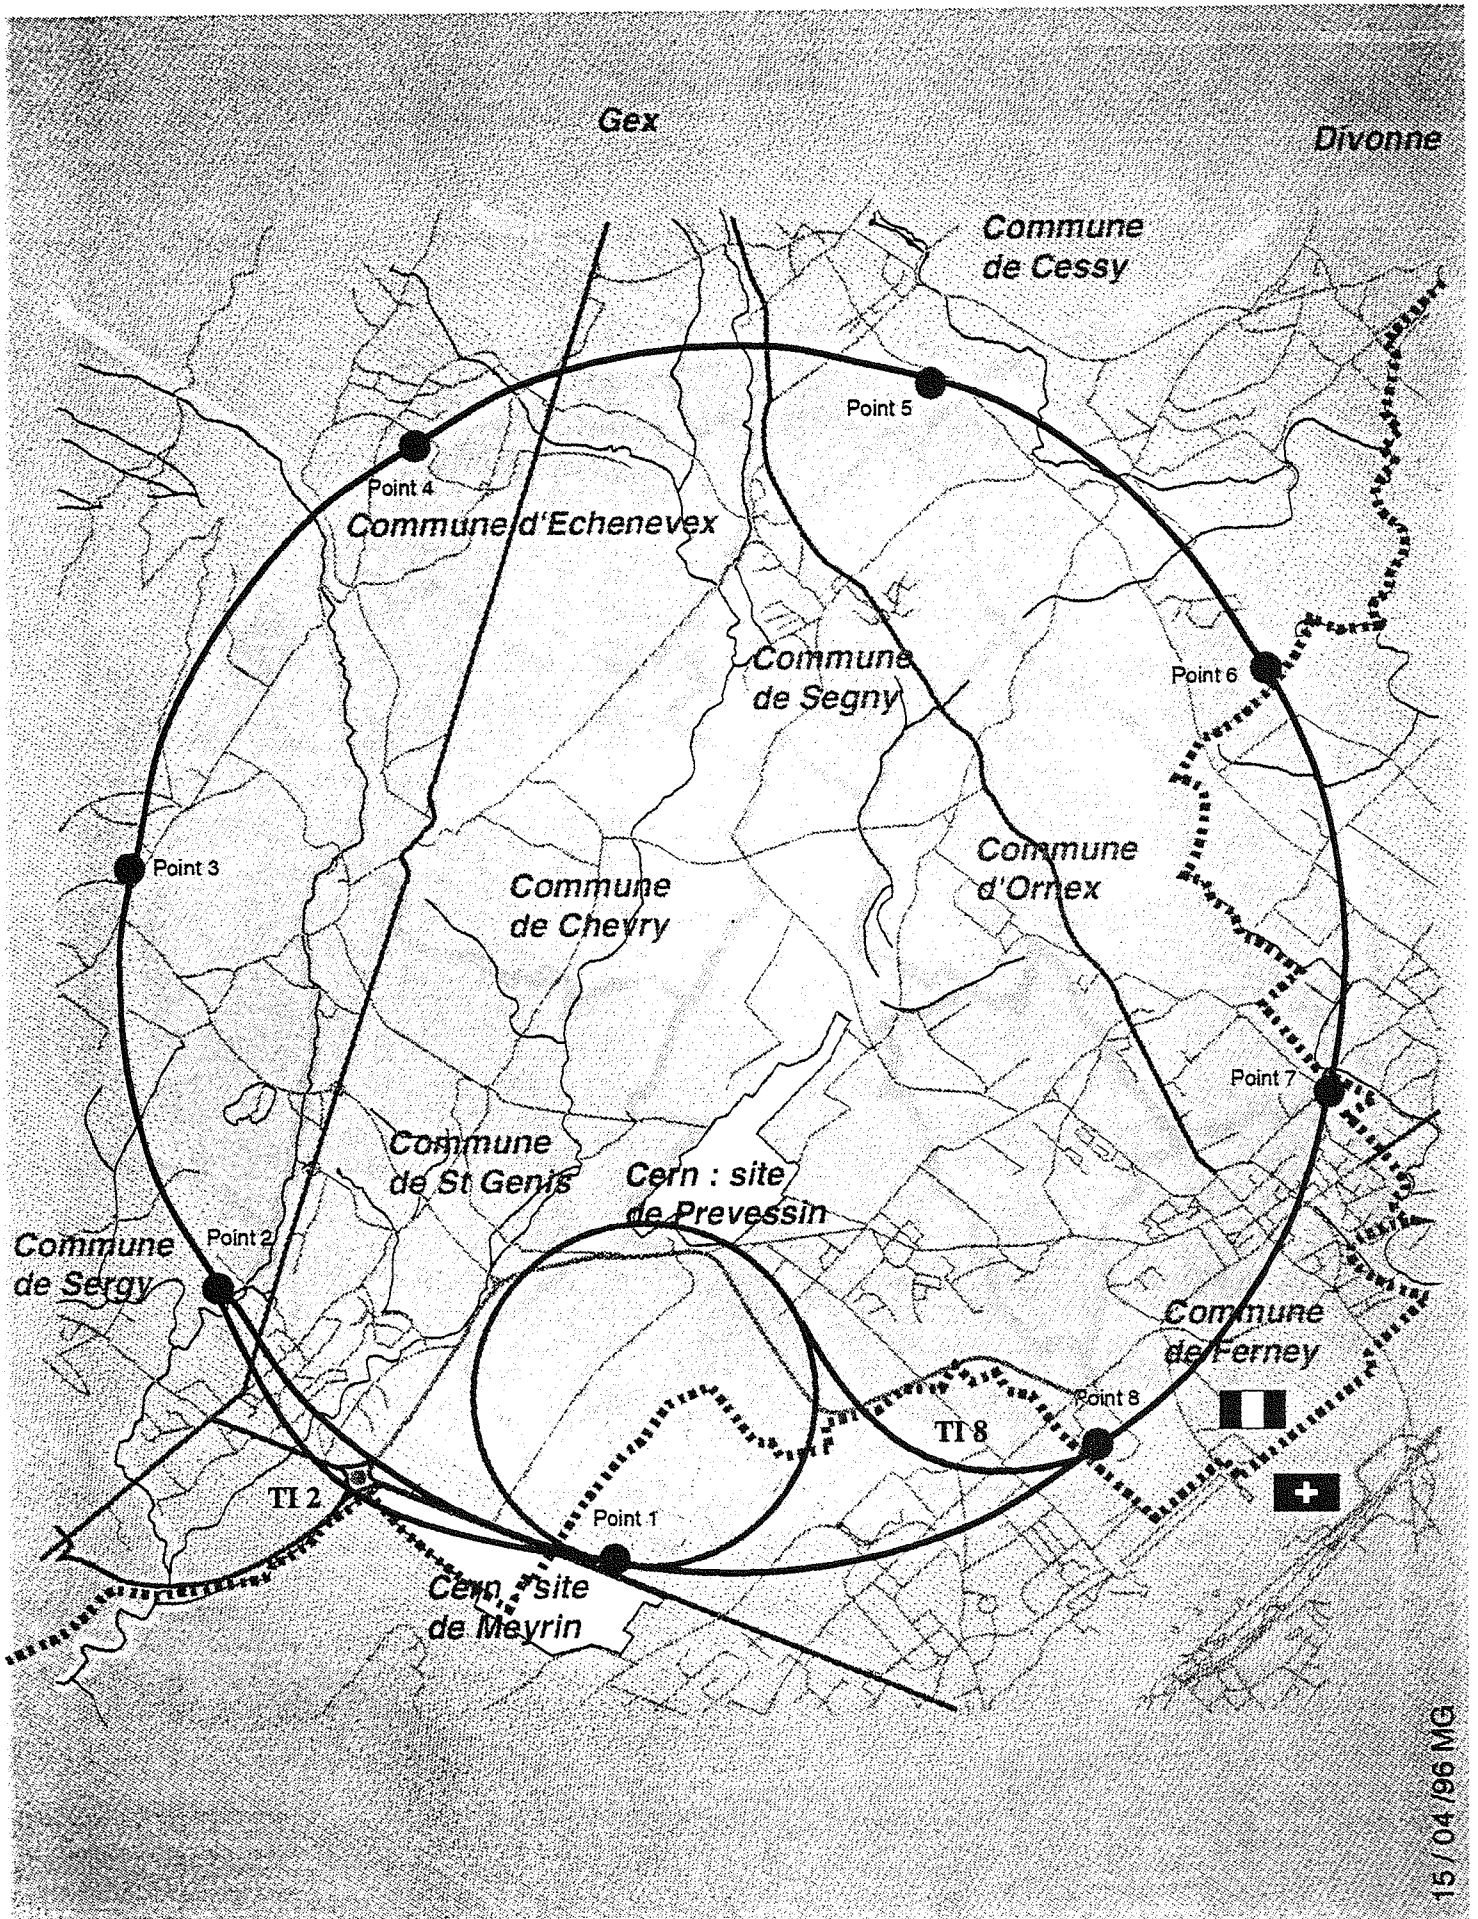 Gex
Divonne
Commune
de Cessy
Point 5
Point 4
Commune d'Echenevex
Commune
de Segny
Point 6
Commune
d'Ornex
Point 3
Commune
de Chevry
Point 7
Commune
de St Genis
Cern : site
de Prevessin
Point 2
Commune
de Sergy
Commune
de Ferney
Point 8
TI 8
TI 2
Point 1
Cern : site
de Meyrin
15 / 04 /96 MG